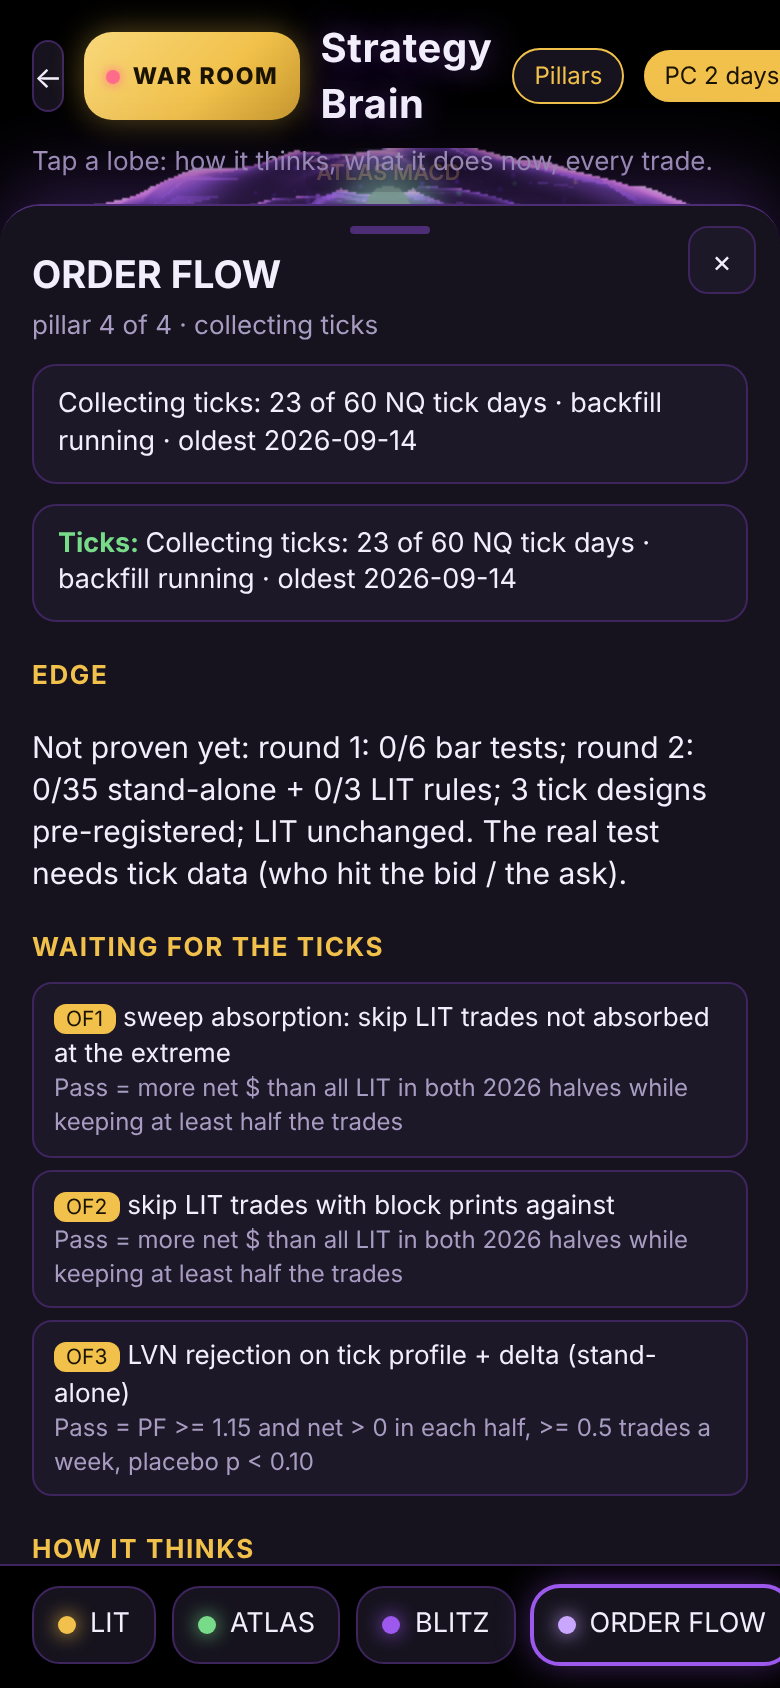 ←
WAR ROOM
Strategy
Brain
Pillars
PC 2 days
Tap a lobe: how it thinks, what it does now, every trade.
ATLAS MACD
ORDER FLOW
×
pillar 4 of 4 · collecting ticks
Collecting ticks: 23 of 60 NQ tick days · backfill
running · oldest 2026-09-14
Ticks: Collecting ticks: 23 of 60 NQ tick days ·
backfill running · oldest 2026-09-14
EDGE
Not proven yet: round 1: 0/6 bar tests; round 2:
0/35 stand-alone + 0/3 LIT rules; 3 tick designs
pre-registered; LIT unchanged. The real test
needs tick data (who hit the bid / the ask).
WAITING FOR THE TICKS
OF1 sweep absorption: skip LIT trades not absorbed
at the extreme
Pass = more net $ than all LIT in both 2026 halves while
keeping at least half the trades
OF2 skip LIT trades with block prints against
Pass = more net $ than all LIT in both 2026 halves while
keeping at least half the trades
OF3 LVN rejection on tick profile + delta (stand-
alone)
Pass = PF >= 1.15 and net > 0 in each half, >= 0.5 trades a
week, placebo p < 0.10
HOW IT THINKS
LIT
ATLAS
BLITZ
ORDER FLOW